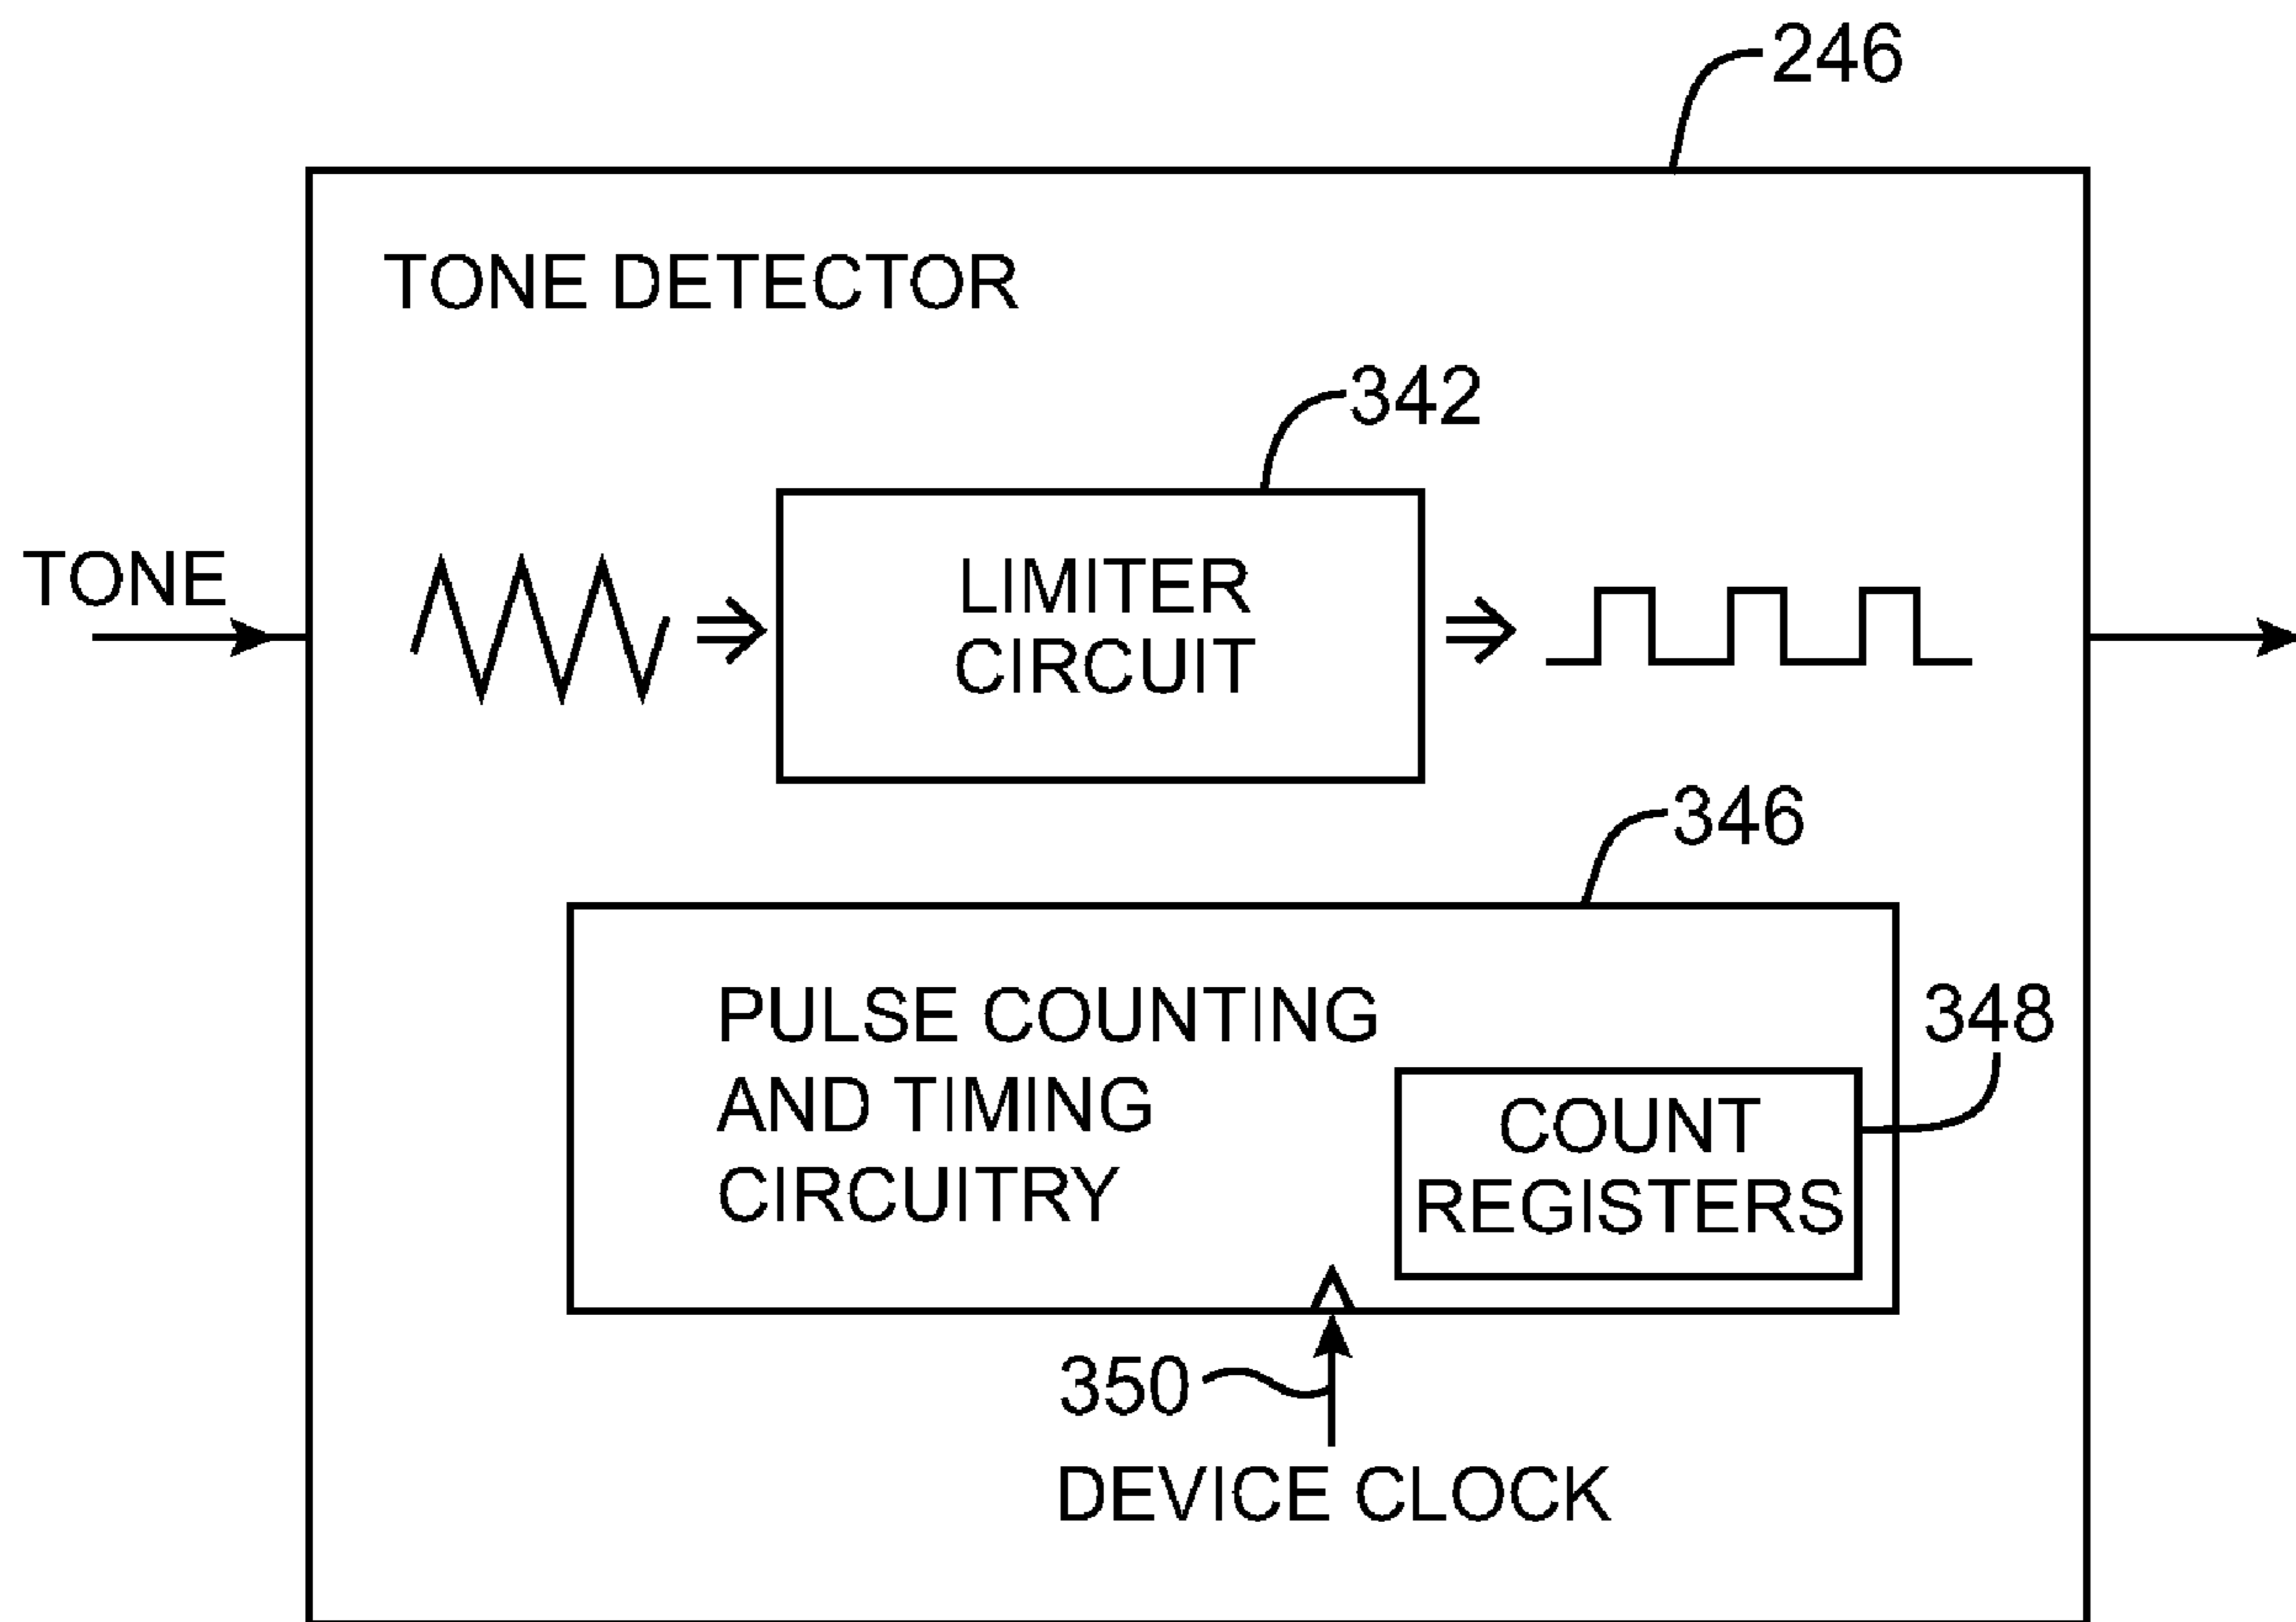 246
TONE DETECTOR
342
TONE
LIMITER
CIRCUIT
346
PULSE COUNTING
AND TIMING
CIRCUITRY
348
COUNT
REGISTERS
350
DEVICE CLOCK